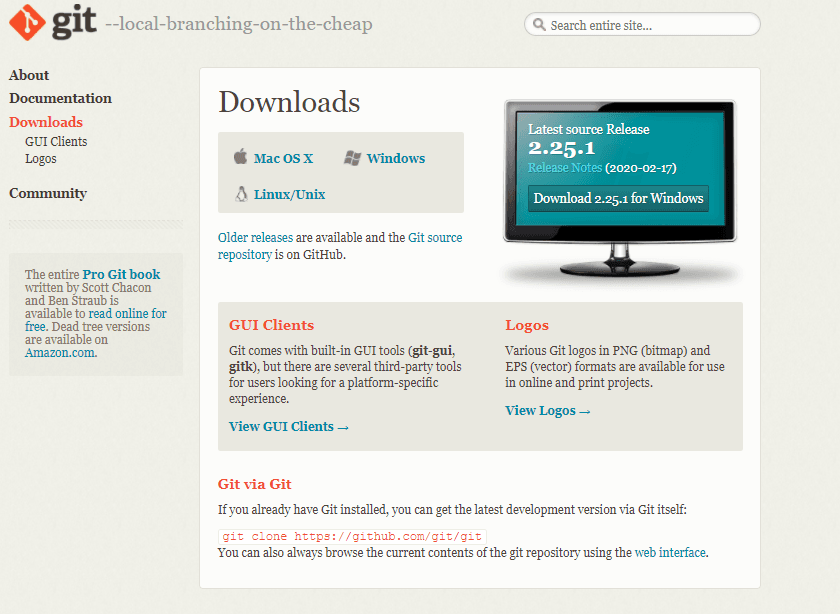 git --local-branching-on-the-cheap
Search entire site...
About
Documentation
Downloads
GUI Clients
Logos
Community
The entire Pro Git book
written by Scott Chacon
and Ben Straub is
available to read online for
free. Dead tree versions
are available on
Amazon.com.
Downloads
Mac OS X
Windows
Linux/Unix
Older releases are available and the Git source
repository is on GitHub.
Latest source Release
2.25.1
Release Notes (2020-02-17)
Download 2.25.1 for Windows
GUI Clients
Git comes with built-in GUI tools (git-gui,
gitk), but there are several third-party tools
for users looking for a platform-specific
experience.
View GUI Clients →
Logos
Various Git logos in PNG (bitmap) and
EPS (vector) formats are available for use
in online and print projects.
View Logos →
Git via Git
If you already have Git installed, you can get the latest development version via Git itself:
git clone https://github.com/git/git
You can also always browse the current contents of the git repository using the web interface.